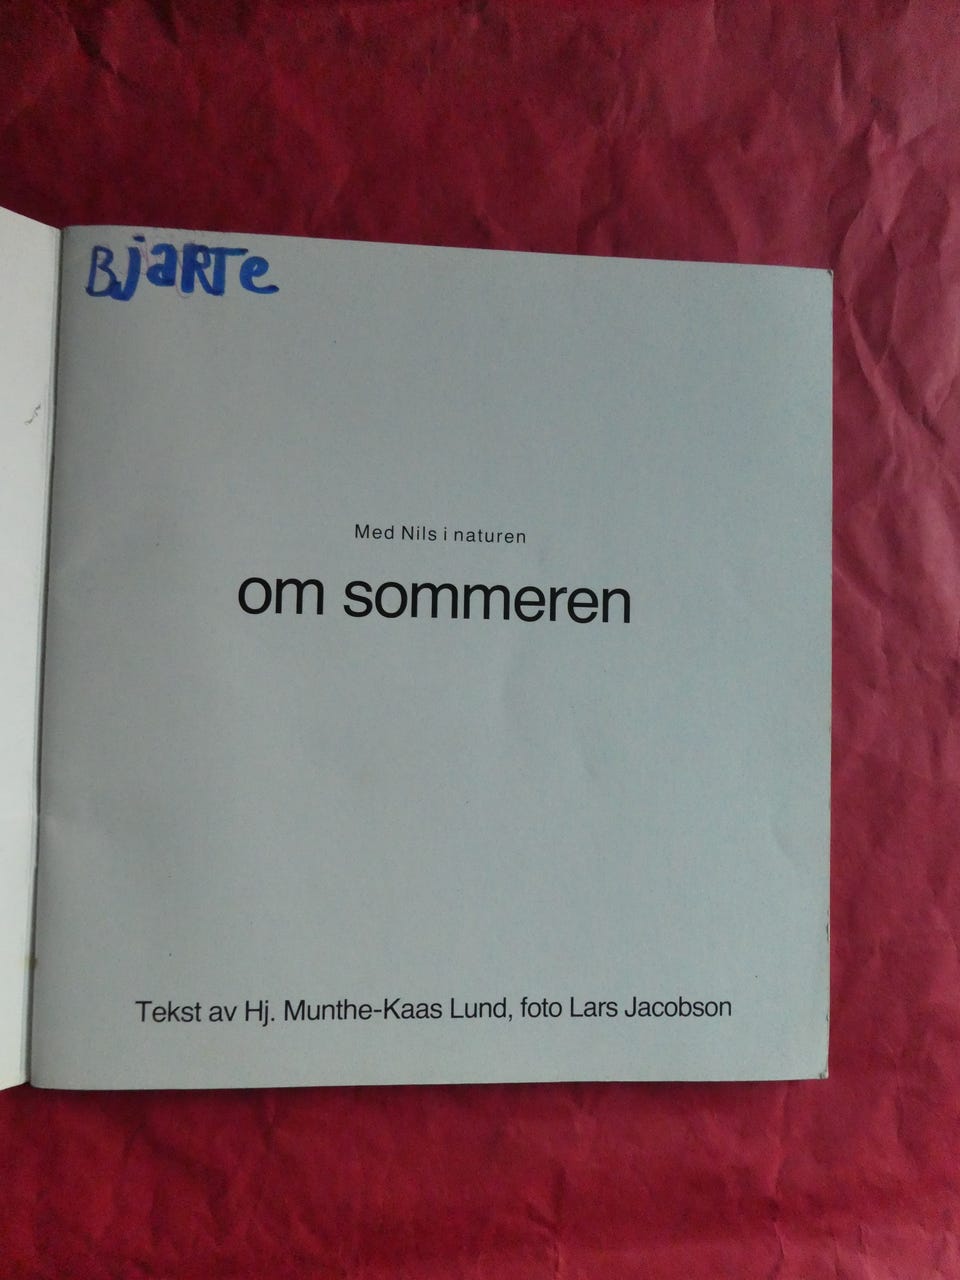 BjaRTe
Med Nils i naturen
om sommeren
Tekst av Hj. Munthe-Kaas Lund, foto Lars Jacobson